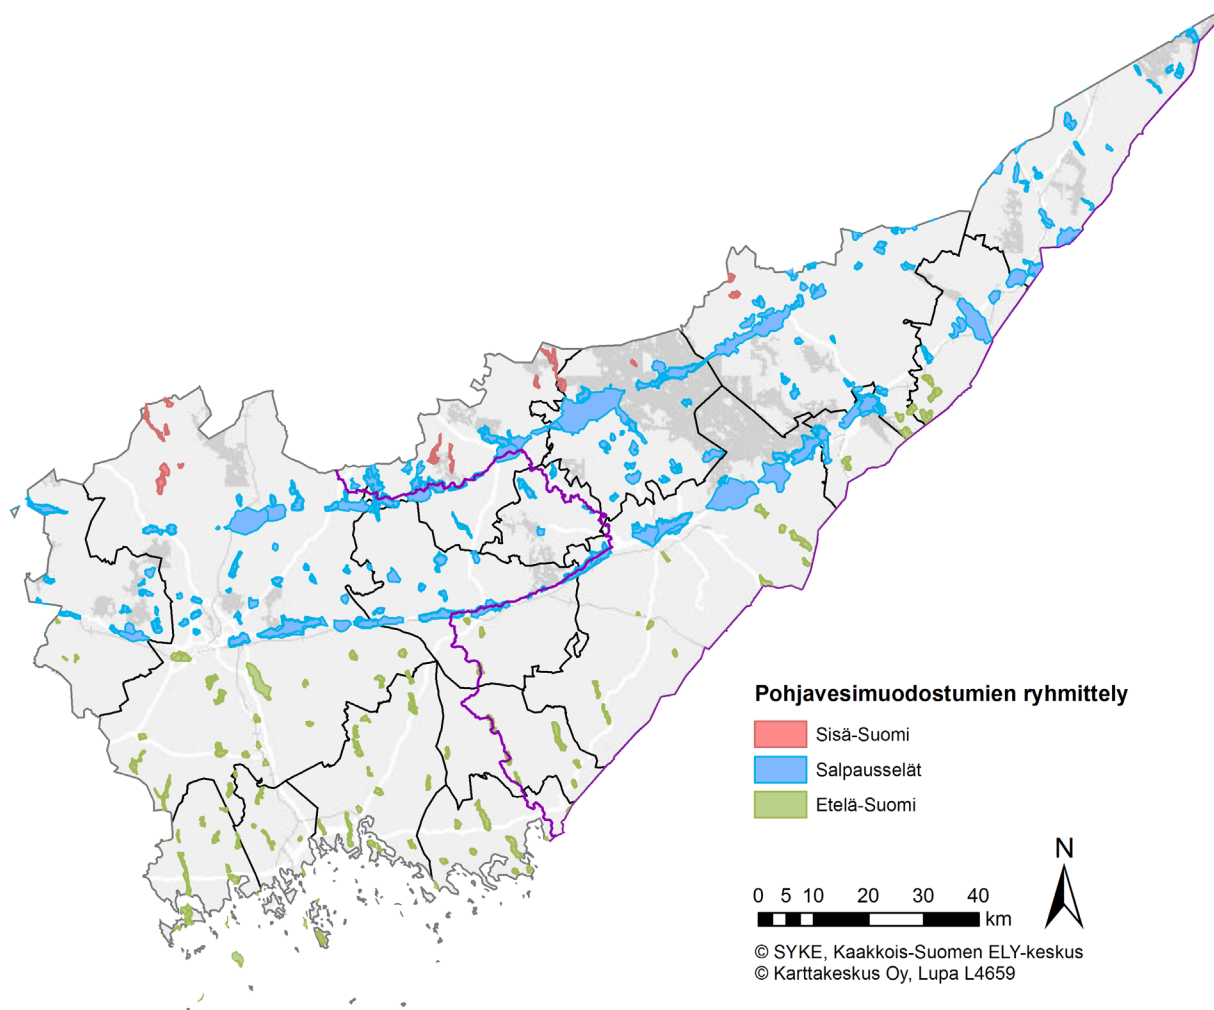 Pohjavesimuodostumien ryhmittely
Sisä-Suomi
Salpausselät
Etelä-Suomi
N
0 5 10 20 30 40
km
© SYKE, Kaakkois-Suomen ELY-keskus
© Karttakeskus Oy, Lupa L4659